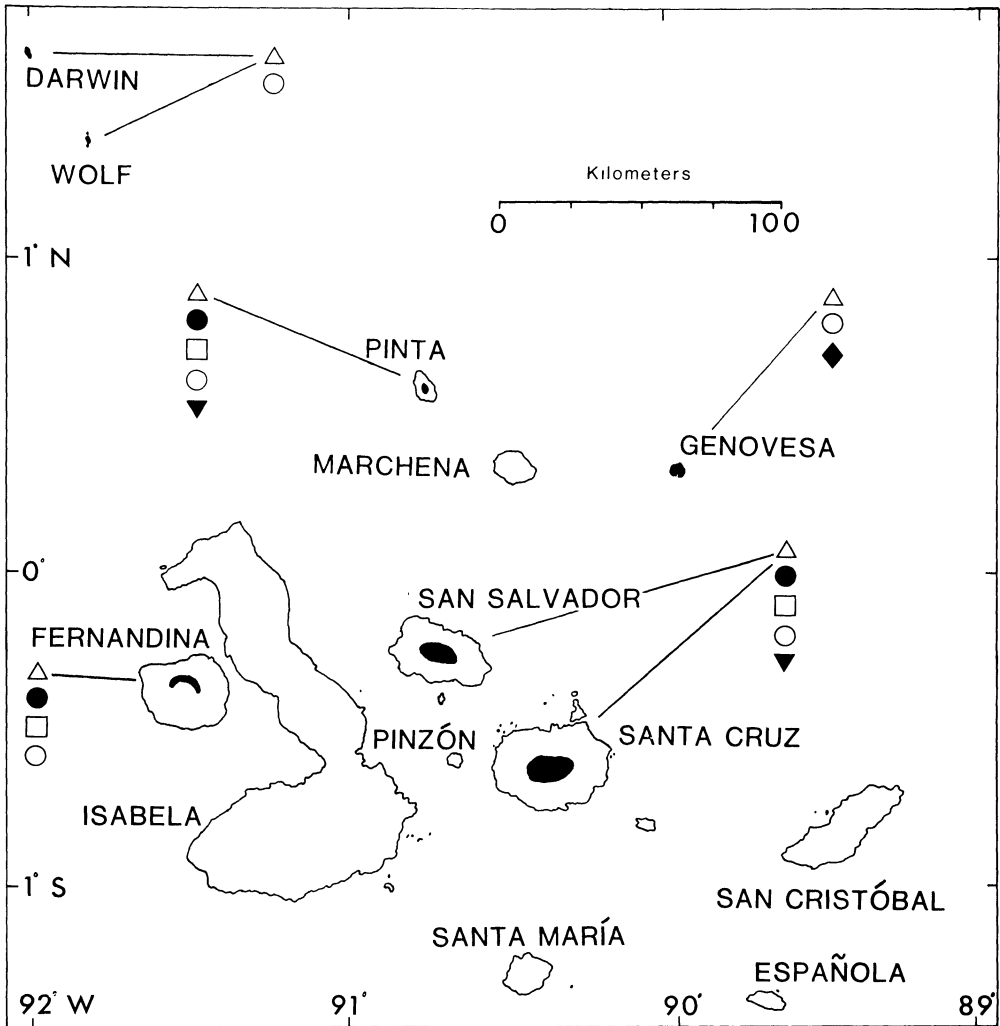 DARWIN
WOLF
Kilometers
0 100
1° N
PINTA
GENOVESA
MARCHENA
0°
SAN SALVADOR
FERNANDINA
PINZÓN
SANTA CRUZ
ISABELA
1° S
SAN CRISTÓBAL
SANTA MARÍA
ESPAÑOLA
92° W 91° 90° 89°